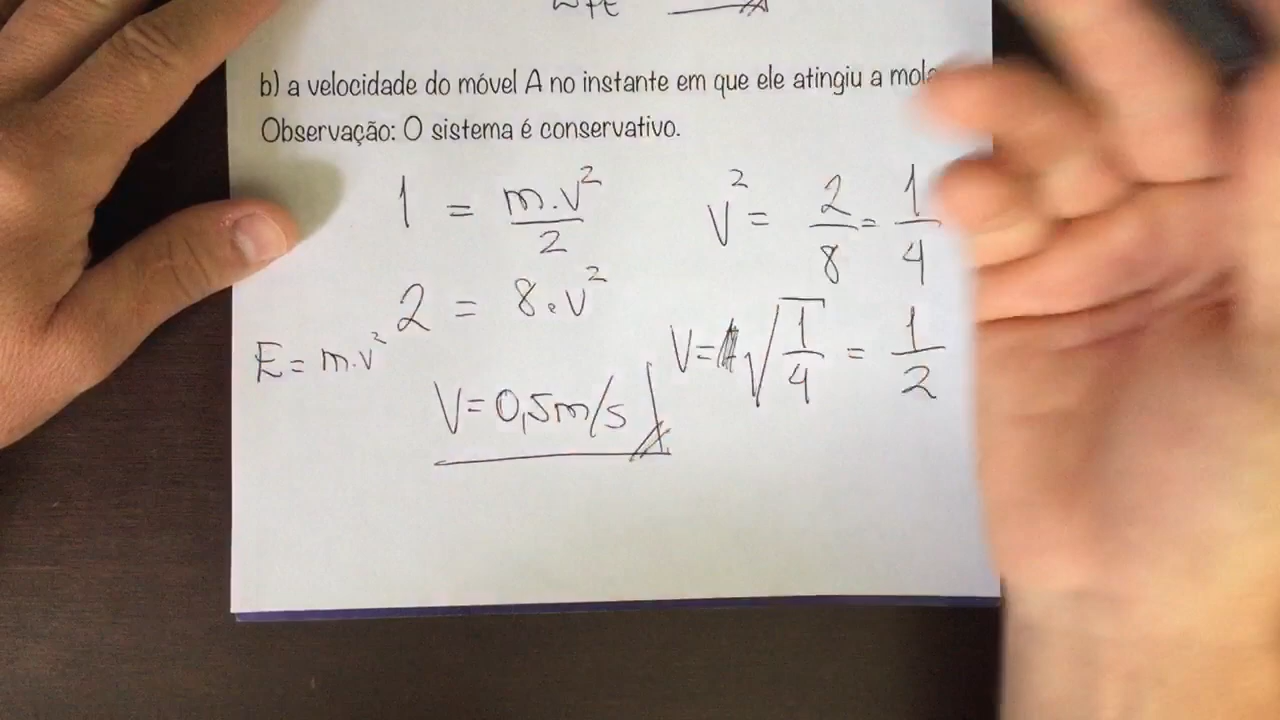 b) a velocidade do móvel A no instante em que ele atingiu a mola
Observação: O sistema é conservativo.
1 = m.v²/2
2 = 8.v²
E = m.v²
V = 0,5m/s
V² = 2/8 = 1/4
V = √1/4 = 1/2